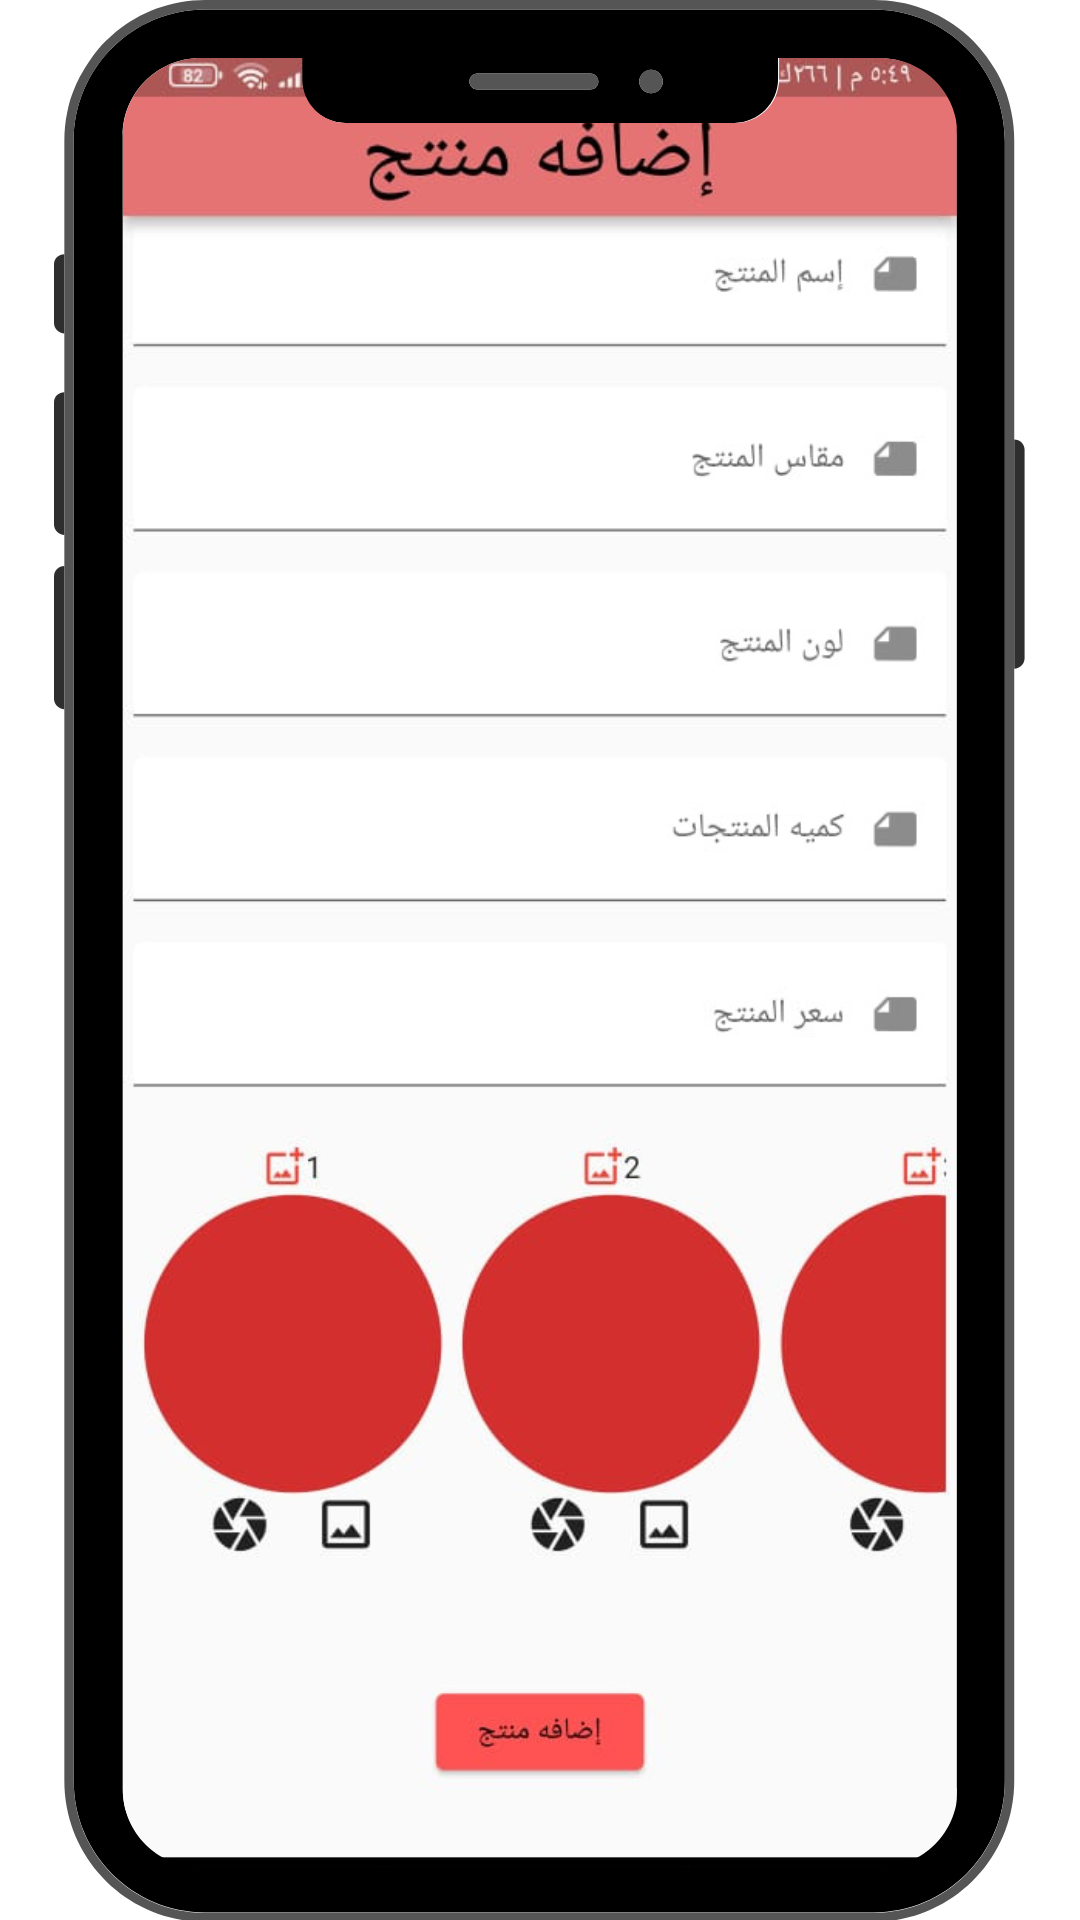 ٥:٤٩ م | ٢٦٦ك
82
إضافه منتج
إسم المنتج
مقاس المنتج
لون المنتج
كميه المنتجات
سعر المنتج
1 2
إضافه منتج